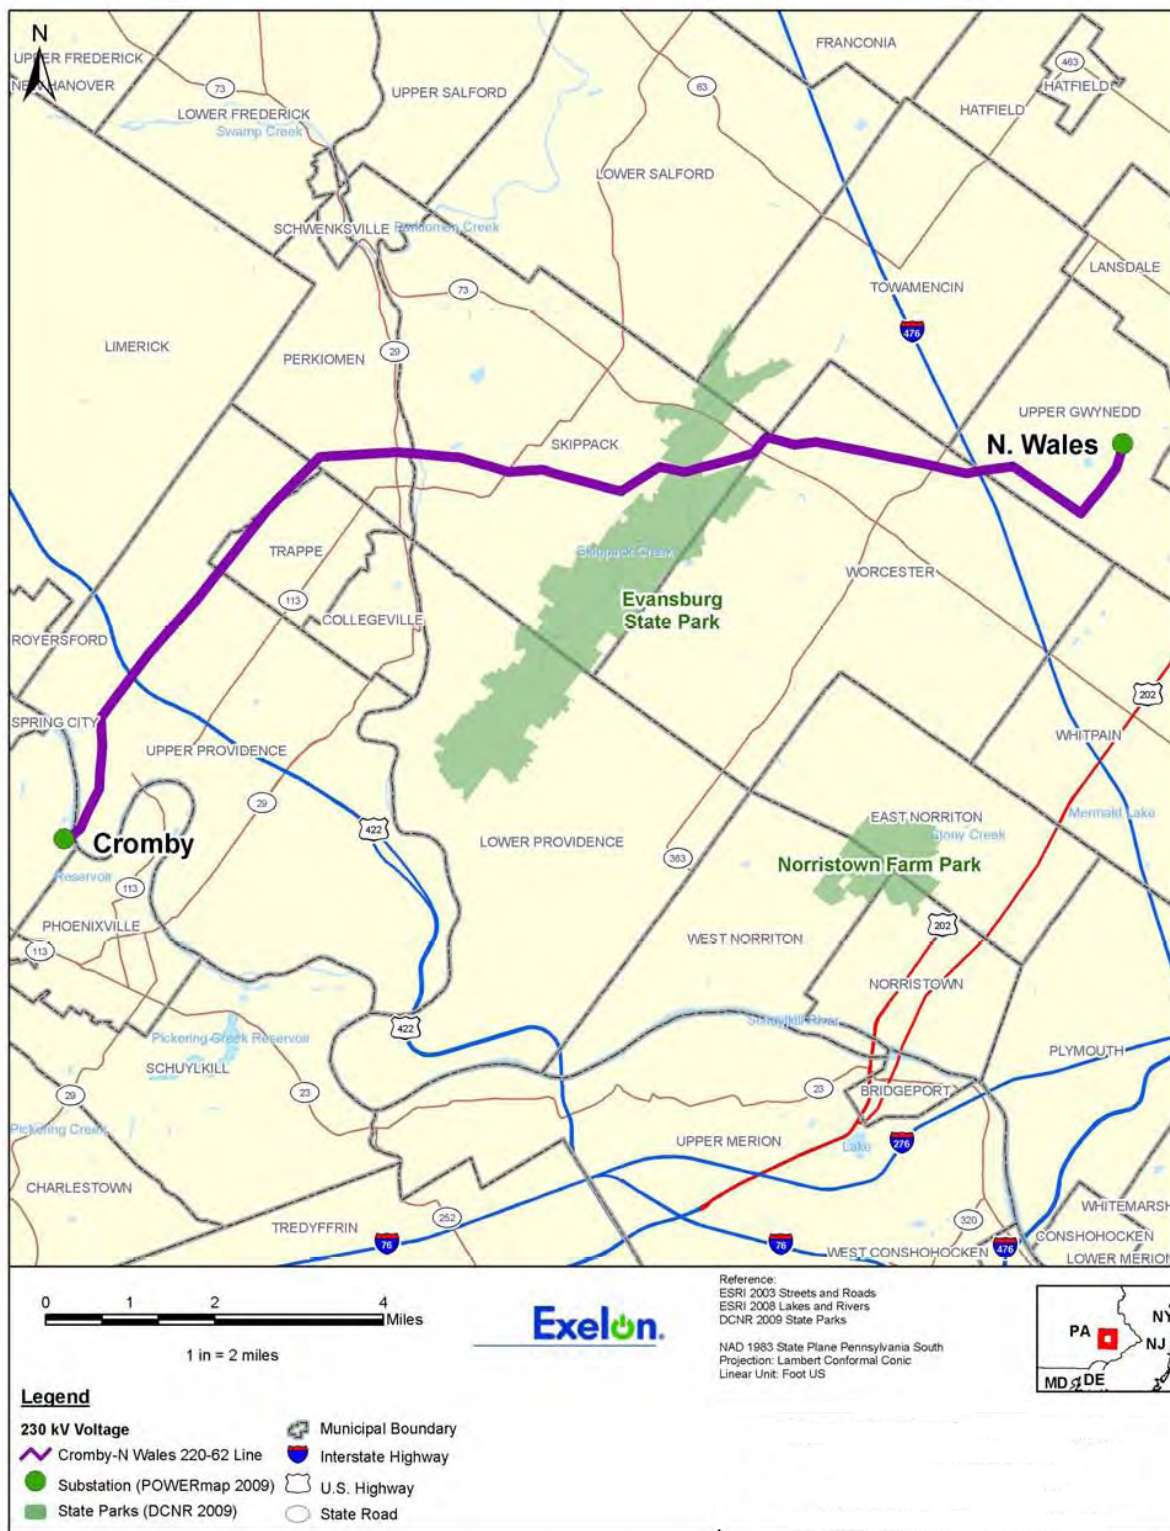 N
UPPER FREDERICK
NEW HANOVER
73
LOWER FREDERICK
Swamp Creek
UPPER SALFORD
63
FRANCONIA
463
HATFIELD
HATFIELD
LOWER SALFORD
SCHWENKSVILLE
Perkiomen Creek
73
LANSDALE
TOWAMENCIN
476
LIMERICK
PERKIOMEN
29
SKIPPACK
UPPER GWYNEDD
N. Wales
TRAPPE
Skippack Creek
WORCESTER
113
COLLEGEVILLE
Evansburg
State Park
ROYERSFORD
SPRING CITY
202
UPPER PROVIDENCE
WHITPAIN
29
422
Cromby
LOWER PROVIDENCE
363
EAST NORRITON
Stony Creek
Mermaid Lake
Norristown Farm Park
Reservoir
113
PHOENIXVILLE
113
202
WEST NORRITON
NORRISTOWN
422
Schuylkill River
Pickering Creek Reservoir
SCHUYLKILL
PLYMOUTH
29
23
23
BRIDGEPORT
Pickering Creek
UPPER MERION
Lake
276
CHARLESTOWN
TREDYFFRIN
252
76
76
320
WEST CONSHOHOCKEN
476
WHITEMARSH
CONSHOHOCKEN
LOWER MERION
0 1 2 4
Miles
1 in = 2 miles
Exelon.
Reference:
ESRI 2003 Streets and Roads
ESRI 2008 Lakes and Rivers
DCNR 2009 State Parks
NAD 1983 State Plane Pennsylvania South
Projection: Lambert Conformal Conic
Linear Unit: Foot US
PA
NY
NJ
MD
DE
Legend
230 kV Voltage
Cromby-N Wales 220-62 Line
Substation (POWERmap 2009)
State Parks (DCNR 2009)
Municipal Boundary
Interstate Highway
U.S. Highway
State Road